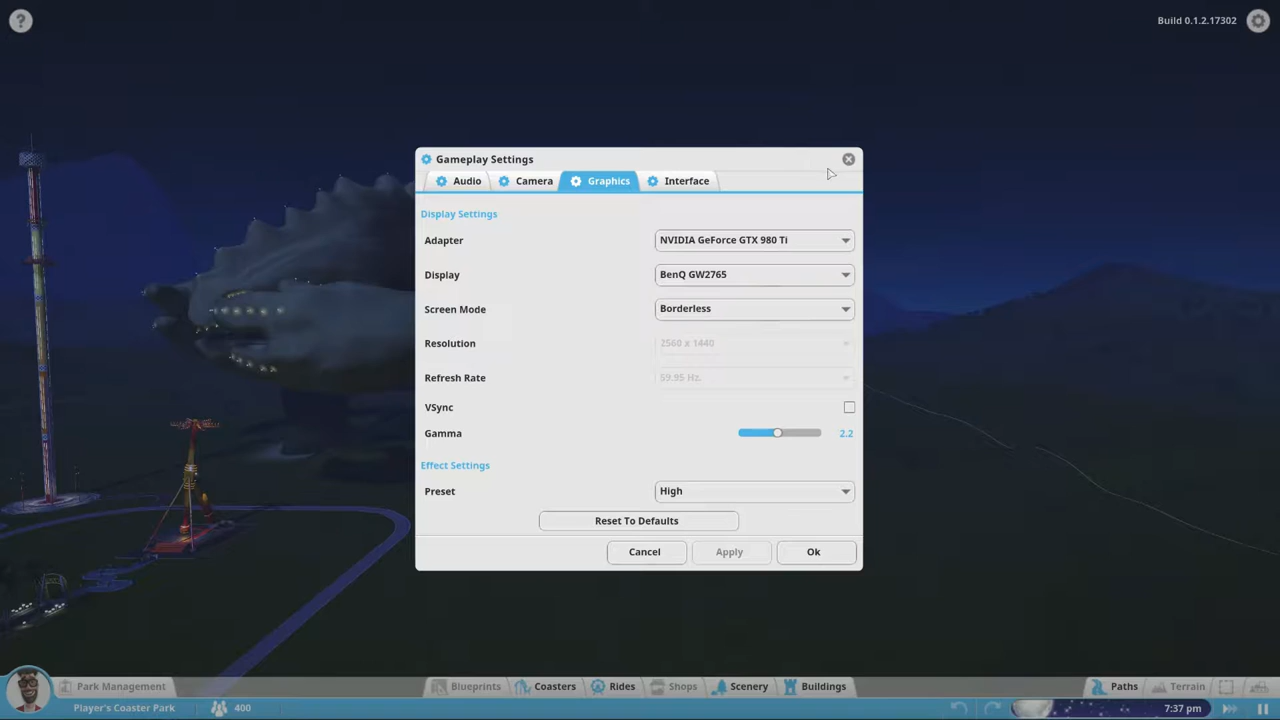 ?
Build 0.1.2.17302
Gameplay Settings
Audio Camera Graphics Interface
Display Settings
Adapter NVIDIA GeForce GTX 980 Ti
Display BenQ GW2765
Screen Mode Borderless
Resolution 2560 x 1440
Refresh Rate 59.95 Hz.
VSync
Gamma 2.2
Effect Settings
Preset High
Reset To Defaults
Cancel Apply Ok
Park Management Blueprints Coasters Rides Shops Scenery Buildings Paths Terrain
Player's Coaster Park 400 7:37 pm